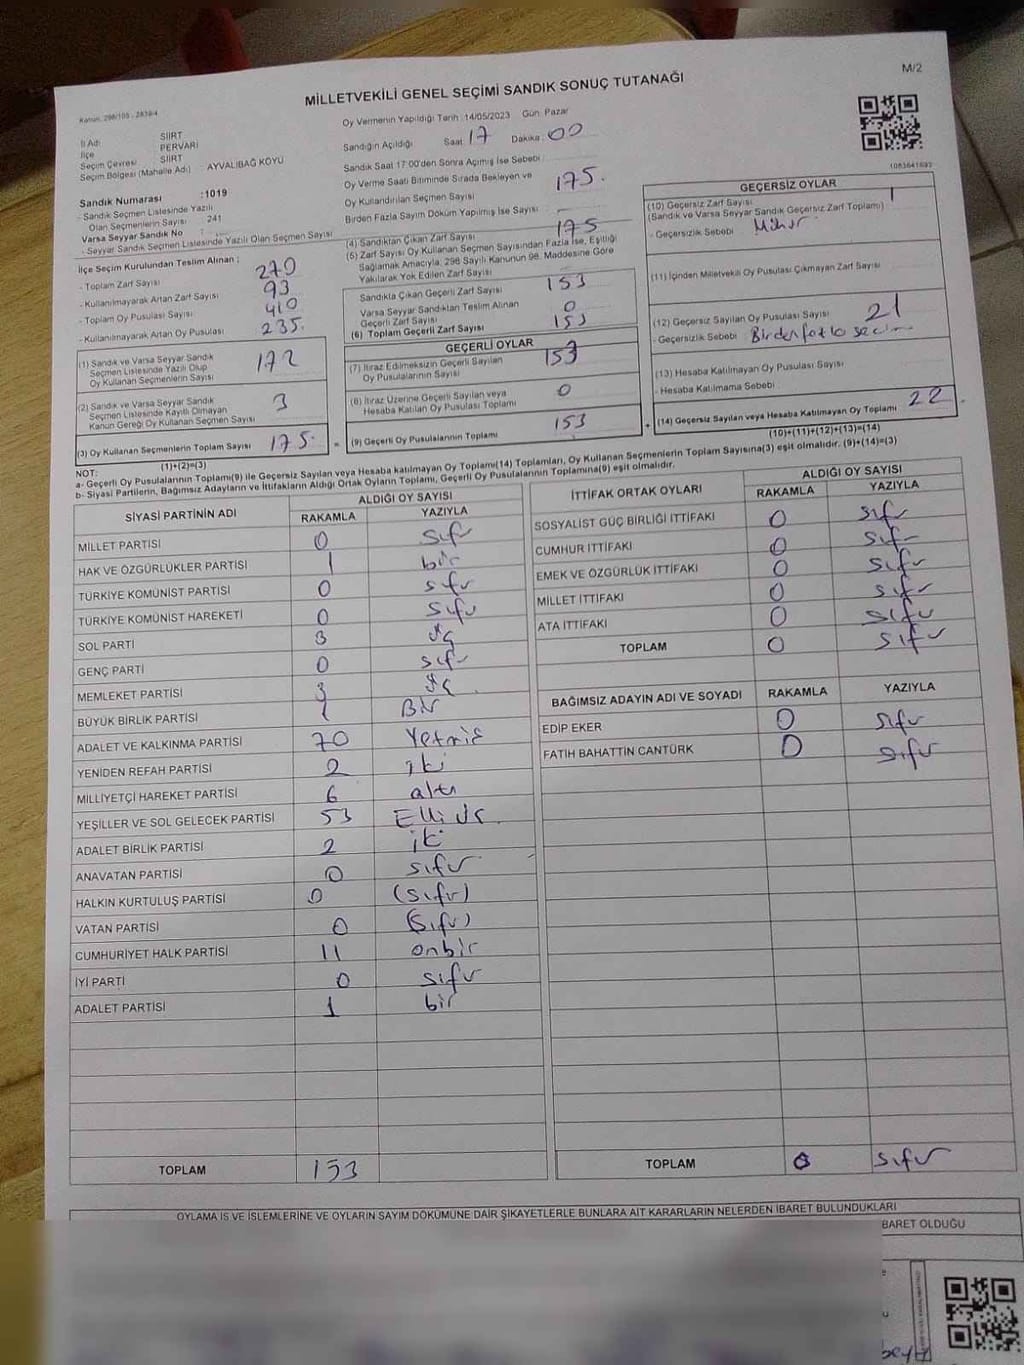 M/2
MİLLETVEKİLİ GENEL SEÇİMİ SANDIK SONUÇ TUTANAĞI
Kanun: 298/105 - 2839/4
Oy Vermenin Yapıldığı Tarih :14/05/2023 Gün: Pazar
İl Adı SİİRT
İlçe PERVARİ
Seçim Çevresi SİİRT
Seçim Bölgesi (Mahalle Adı) AYVALIBAĞ KÖYÜ
Sandık Numarası :1019
- Sandık Seçmen Listesinde Yazılı
Olan Seçmenlerin Sayısı 241
Varsa Seyyar Sandık No :
- Seyyar Sandık Seçmen Listesinde Yazılı Olan Seçmen Sayısı
Sandığın Açıldığı Saat 17 Dakika : 00
Sandık Saat 17:00'den Sonra Açılmış İse Sebebi :
Oy Verme Saati Bitiminde Sırada Bekleyen ve
Oy Kullandırılan Seçmen Sayısı 175.
Birden Fazla Sayım Döküm Yapılmış İse Sayısı
1083641692
İlçe Seçim Kurulundan Teslim Alınan :
- Toplam Zarf Sayısı 270
- Kullanılmayarak Artan Zarf Sayısı 93
- Toplam Oy Pusulası Sayısı 410
- Kullanılmayarak Artan Oy Pusulası 235.
(1) Sandık ve Varsa Seyyar Sandık
Seçmen Listesinde Yazılı Olup
Oy Kullanan Seçmenlerin Sayısı 172
(2) Sandık ve Varsa Seyyar Sandık
Seçmen Listesinde Kayıtlı Olmayan
Kanun Gereği Oy Kullanan Seçmen Sayısı 3
(3) Oy Kullanan Seçmenlerin Toplam Sayısı 175.
(1)+(2)=(3)
(4) Sandıktan Çıkan Zarf Sayısı 175
(5) Zarf Sayısı Oy Kullanan Seçmen Sayısından Fazla İse, Eşitliği
Sağlamak Amacıyla, 298 Sayılı Kanunun 98. Maddesine Göre
Yakılarak Yok Edilen Zarf Sayısı
Sandıkta Çıkan Geçerli Zarf Sayısı 153
Varsa Seyyar Sandıktan Teslim Alınan
Geçerli Zarf Sayısı 0
(6) Toplam Geçerli Zarf Sayısı 153
GEÇERLİ OYLAR
(7) İtiraz Edilmeksizin Geçerli Sayılan
Oy Pusulalarının Sayısı 153
(8) İtiraz Üzerine Geçerli Sayılan veya
Hesaba Katılan Oy Pusulası Toplamı 0
= (9) Geçerli Oy Pusulalarının Toplamı 153 +
GEÇERSİZ OYLAR
(10) Geçersiz Zarf Sayısı 1
(Sandık ve Varsa Seyyar Sandık Geçersiz Zarf Toplamı)
- Geçersizlik Sebebi : Mühür
(11) İçinden Milletvekili Oy Pusulası Çıkmayan Zarf Sayısı
(12) Geçersiz Sayılan Oy Pusulası Sayısı 21
- Geçersizlik Sebebi Birden fazla seçim
(13) Hesaba Katılmayan Oy Pusulası Sayısı
- Hesaba Katılmama Sebebi :
(14) Geçersiz Sayılan veya Hesaba Katılmayan Oy Toplamı 22
(10)+(11)+(12)+(13)=(14)
NOT:
a- Geçerli Oy Pusulalarının Toplamı(9) ile Geçersiz Sayılan veya Hesaba katılmayan Oy Toplamı(14) Toplamları, Oy Kullanan Seçmenlerin Toplam Sayısına(3) eşit olmalıdır. (9)+(14)=(3)
b- Siyasi Partilerin, Bağımsız Adayların ve İttifakların Aldığı Ortak Oyların Toplamı, Geçerli Oy Pusulalarının Toplamına(9) eşit olmalıdır.
SİYASİ PARTİNİN ADI ALDIĞI OY SAYISI
RAKAMLA YAZIYLA
MİLLET PARTİSİ 0 sıfır
HAK VE ÖZGÜRLÜKLER PARTİSİ 1 bir
TÜRKİYE KOMÜNİST PARTİSİ 0 sıfır
TÜRKİYE KOMÜNİST HAREKETİ 0 sıfır
SOL PARTİ 3 üç
GENÇ PARTİ 0 sıfır
MEMLEKET PARTİSİ 3 üç
BÜYÜK BİRLİK PARTİSİ 1 Bir
ADALET VE KALKINMA PARTİSİ 70 Yetmiş
YENİDEN REFAH PARTİSİ 2 iki
MİLLİYETÇİ HAREKET PARTİSİ 6 altı
YEŞİLLER VE SOL GELECEK PARTİSİ 53 Elli üç.
ADALET BİRLİK PARTİSİ 2 iki
ANAVATAN PARTİSİ 0 sıfır
HALKIN KURTULUŞ PARTİSİ 0 (sıfır)
VATAN PARTİSİ 0 (sıfır)
CUMHURİYET HALK PARTİSİ 11 onbir
İYİ PARTİ 0 sıfır
ADALET PARTİSİ 1 bir
TOPLAM 153
İTTİFAK ORTAK OYLARI ALDIĞI OY SAYISI
RAKAMLA YAZIYLA
SOSYALİST GÜÇ BİRLİĞİ İTTİFAKI 0 sıfır
CUMHUR İTTİFAKI 0 sıfır
EMEK VE ÖZGÜRLÜK İTTİFAKI 0 sıfır
MİLLET İTTİFAKI 0 sıfır
ATA İTTİFAKI 0 sıfır
TOPLAM 0 sıfır
BAĞIMSIZ ADAYIN ADI VE SOYADI RAKAMLA YAZIYLA
EDİP EKER 0 sıfır
FATİH BAHATTİN CANTÜRK 0 sıfır
TOPLAM 0 sıfır
OYLAMA İŞ VE İŞLEMLERİNE VE OYLARIN SAYIM DÖKÜMÜNE DAİR ŞİKAYETLERLE BUNLARA AİT KARARLARIN NELERDEN İBARET BULUNDUKLARI
BARET OLDUĞU